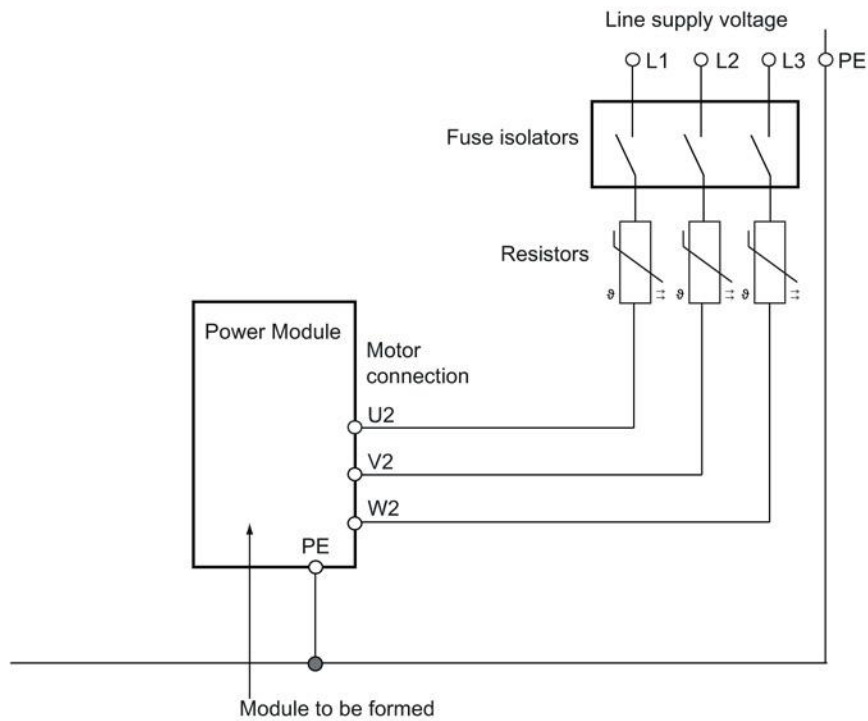 Line supply voltage
L1 L2 L3 PE
Fuse isolators
Resistors
ϑ ϑ ϑ
Power Module
Motor
connection
U2
V2
W2
PE
Module to be formed